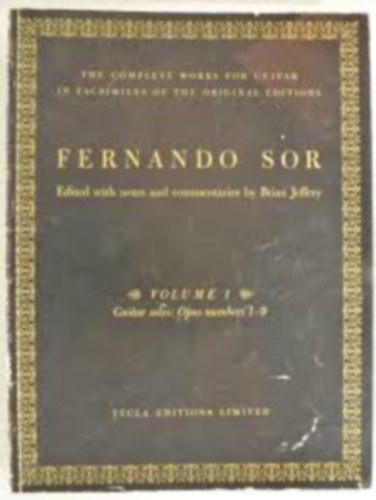 THE COMPLETE WORKS FOR GUITAR
IN FACSIMILES OF THE ORIGINAL EDITIONS
FERNANDO SOR
Edited with notes and commentaries by Brian Jeffery
VOLUME 1
Guitar solos: Opus numbers 1-9
TECLA EDITIONS LIMITED